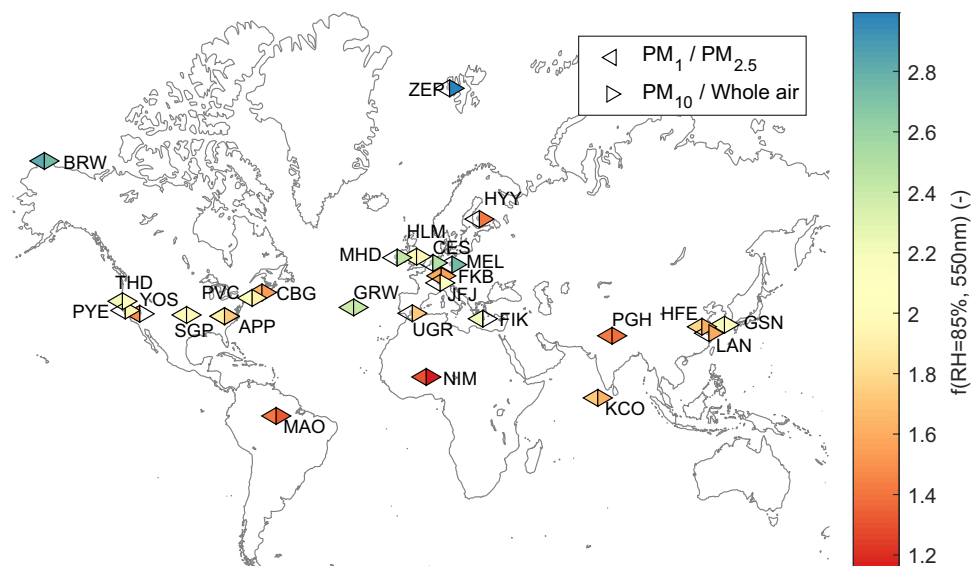 PM1 / PM2.5
PM10 / Whole air
ZEP
BRW
HYY
HLM
MHD
CES
MEL
FKB
JFJ
THD
PYE
YOS
PVC
CBG
SGP
APP
GRW
UGR
FIK
PGH
HFE
GSN
LAN
NIM
KCO
MAO
2.8
2.6
2.4
2.2
2
1.8
1.6
1.4
1.2
f(RH=85%, 550nm) (-)